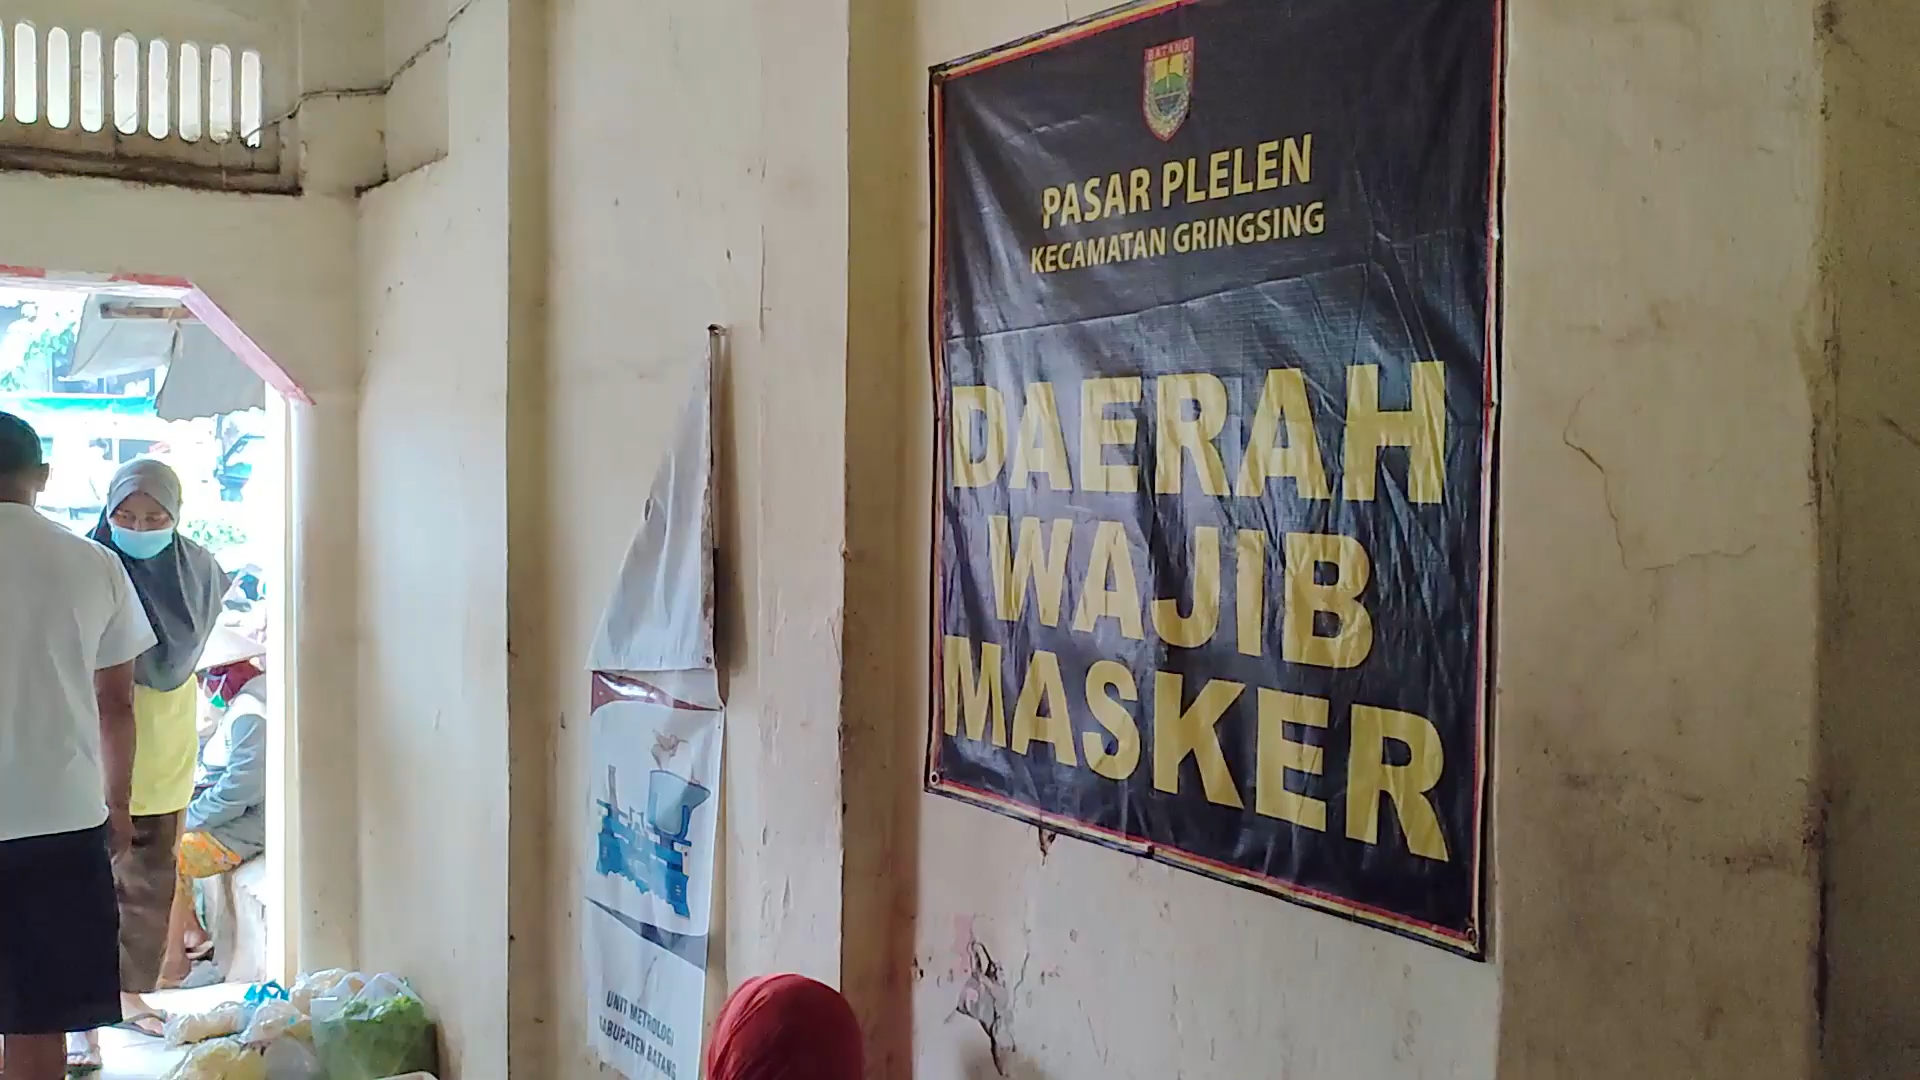 BATANG
PASAR PLELEN
KECAMATAN GRINGSING
DAERAH
WAJIB
MASKER
UNIT METROLOGI
KABUPATEN BATANG